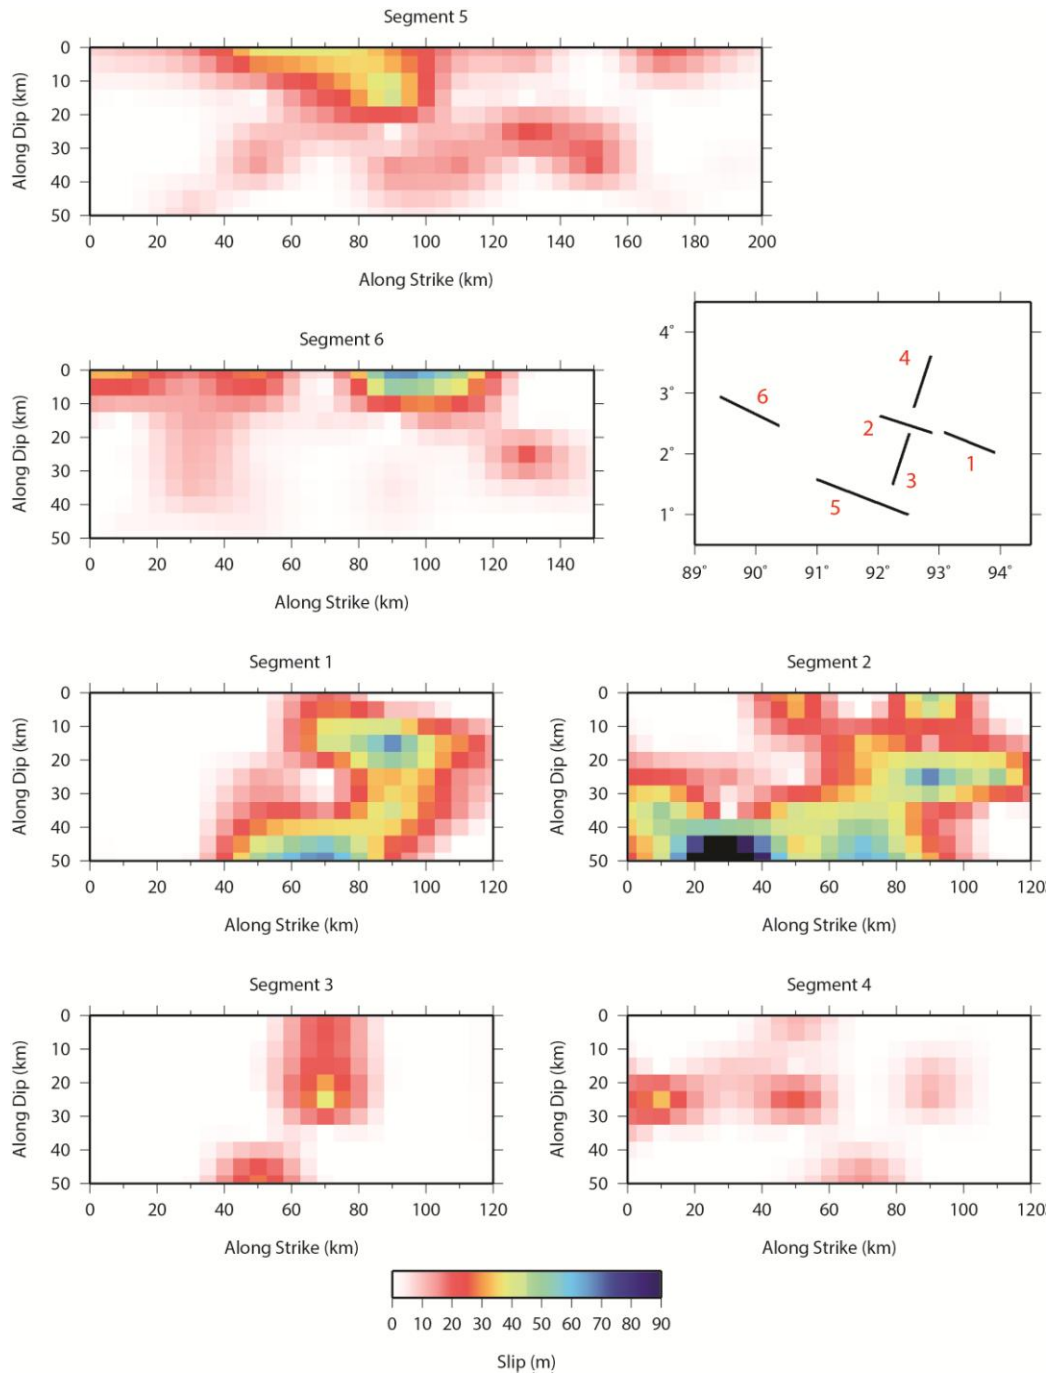 Segment 5
0
10
20
30
40
50
Along Dip (km)
0 20 40 60 80 100 120 140 160 180 200
Along Strike (km)
Segment 6
0
10
20
30
40
50
Along Dip (km)
0 20 40 60 80 100 120 140
Along Strike (km)
4°
3°
2°
1°
4
6
2
1
3
5
89° 90° 91° 92° 93° 94°
Segment 1
0
10
20
30
40
50
Along Dip (km)
0 20 40 60 80 100 120
Along Strike (km)
Segment 2
0
10
20
30
40
50
Along Dip (km)
0 20 40 60 80 100 120
Along Strike (km)
Segment 3
0
10
20
30
40
50
Along Dip (km)
0 20 40 60 80 100 120
Along Strike (km)
Segment 4
0
10
20
30
40
50
Along Dip (km)
0 20 40 60 80 100 120
Along Strike (km)
0 10 20 30 40 50 60 70 80 90
Slip (m)